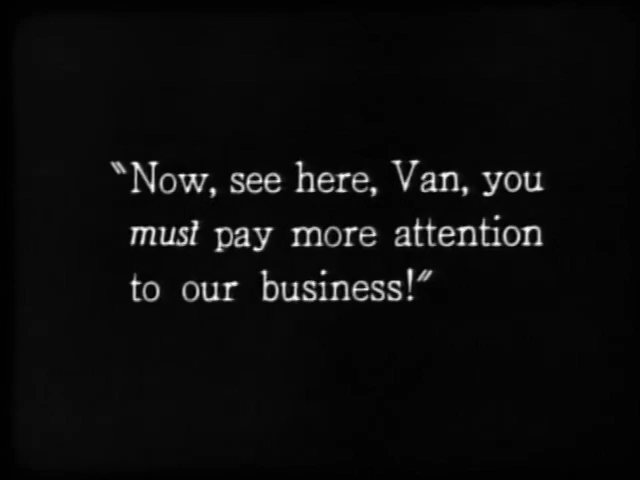 "Now, see here, Van, you
must pay more attention
to our business!"